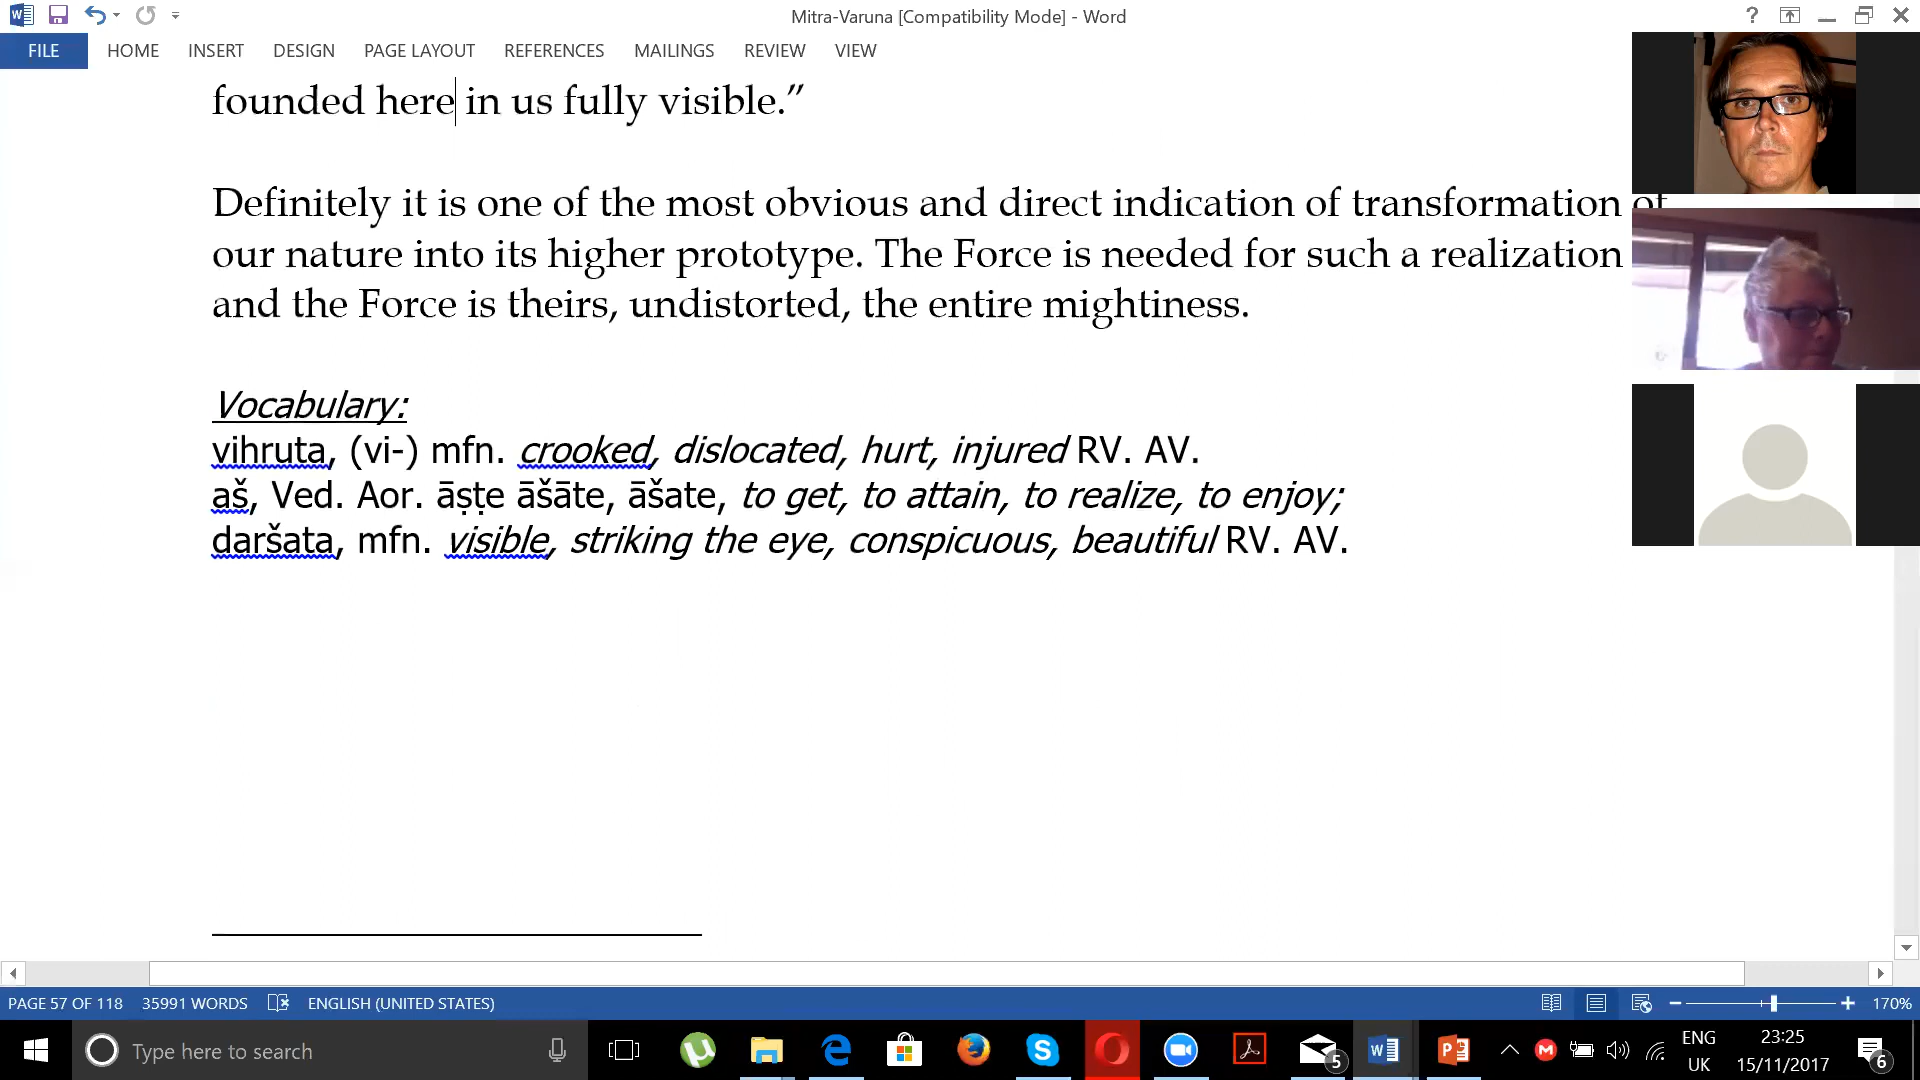 Mitra-Varuna [Compatibility Mode] - Word
FILE HOME INSERT DESIGN PAGE LAYOUT REFERENCES MAILINGS REVIEW VIEW
founded here in us fully visible.”
Definitely it is one of the most obvious and direct indication of transformation of
our nature into its higher prototype. The Force is needed for such a realization
and the Force is theirs, undistorted, the entire mightiness.
Vocabulary:
vihruta, (vi-) mfn. crooked, dislocated, hurt, injured RV. AV.
aš, Ved. Aor. āṣṭe āšāte, āšate, to get, to attain, to realize, to enjoy;
daršata, mfn. visible, striking the eye, conspicuous, beautiful RV. AV.
PAGE 57 OF 118 35991 WORDS ENGLISH (UNITED STATES) 170%
Type here to search
5
ENG
UK
23:25
15/11/2017
6